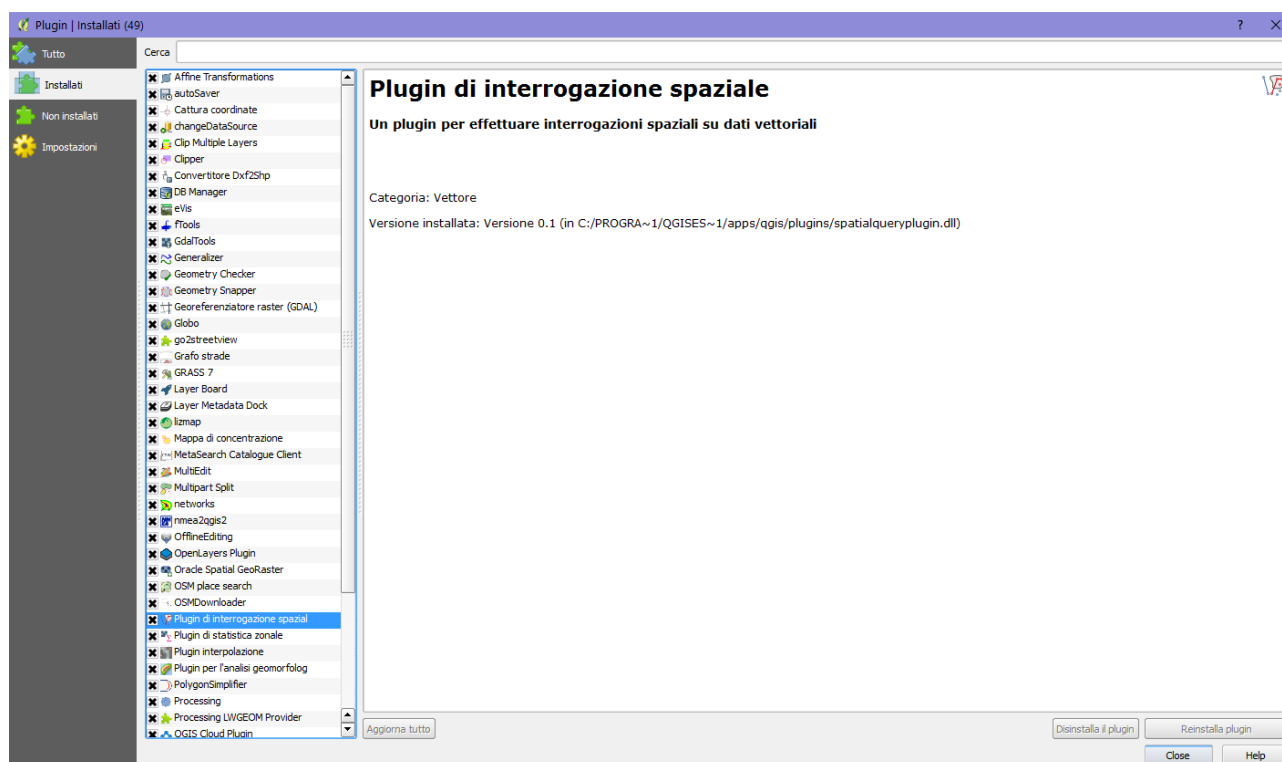 Plugin | Installati (49)
?
Tutto
Installati
Non installati
Impostazioni
Cerca
Affine Transformations
autoSaver
Cattura coordinate
changeDataSource
Clip Multiple Layers
Clipper
Convertitore Dxf2Shp
DB Manager
eVis
fTools
GdalTools
Generalizer
Geometry Checker
Geometry Snapper
Georeferenziatore raster (GDAL)
Globo
go2streetview
Grafo strade
GRASS 7
Layer Board
Layer Metadata Dock
lizmap
Mappa di concentrazione
MetaSearch Catalogue Client
MultiEdit
Multipart Split
networks
nmea2qgis2
OfflineEditing
OpenLayers Plugin
Oracle Spatial GeoRaster
OSM place search
OSMDownloader
Plugin di interrogazione spazial
Plugin di statistica zonale
Plugin interpolazione
Plugin per l'analisi geomorfolog
PolygonSimplifier
Processing
Processing LWGEOM Provider
QGIS Cloud Plugin
Plugin di interrogazione spaziale
Un plugin per effettuare interrogazioni spaziali su dati vettoriali
Categoria: Vettore
Versione installata: Versione 0.1 (in C:/PROGRA~1/QGISES~1/apps/qgis/plugins/spatialqueryplugin.dll)
Aggiorna tutto
Disinstalla il plugin
Reinstalla plugin
Close
Help